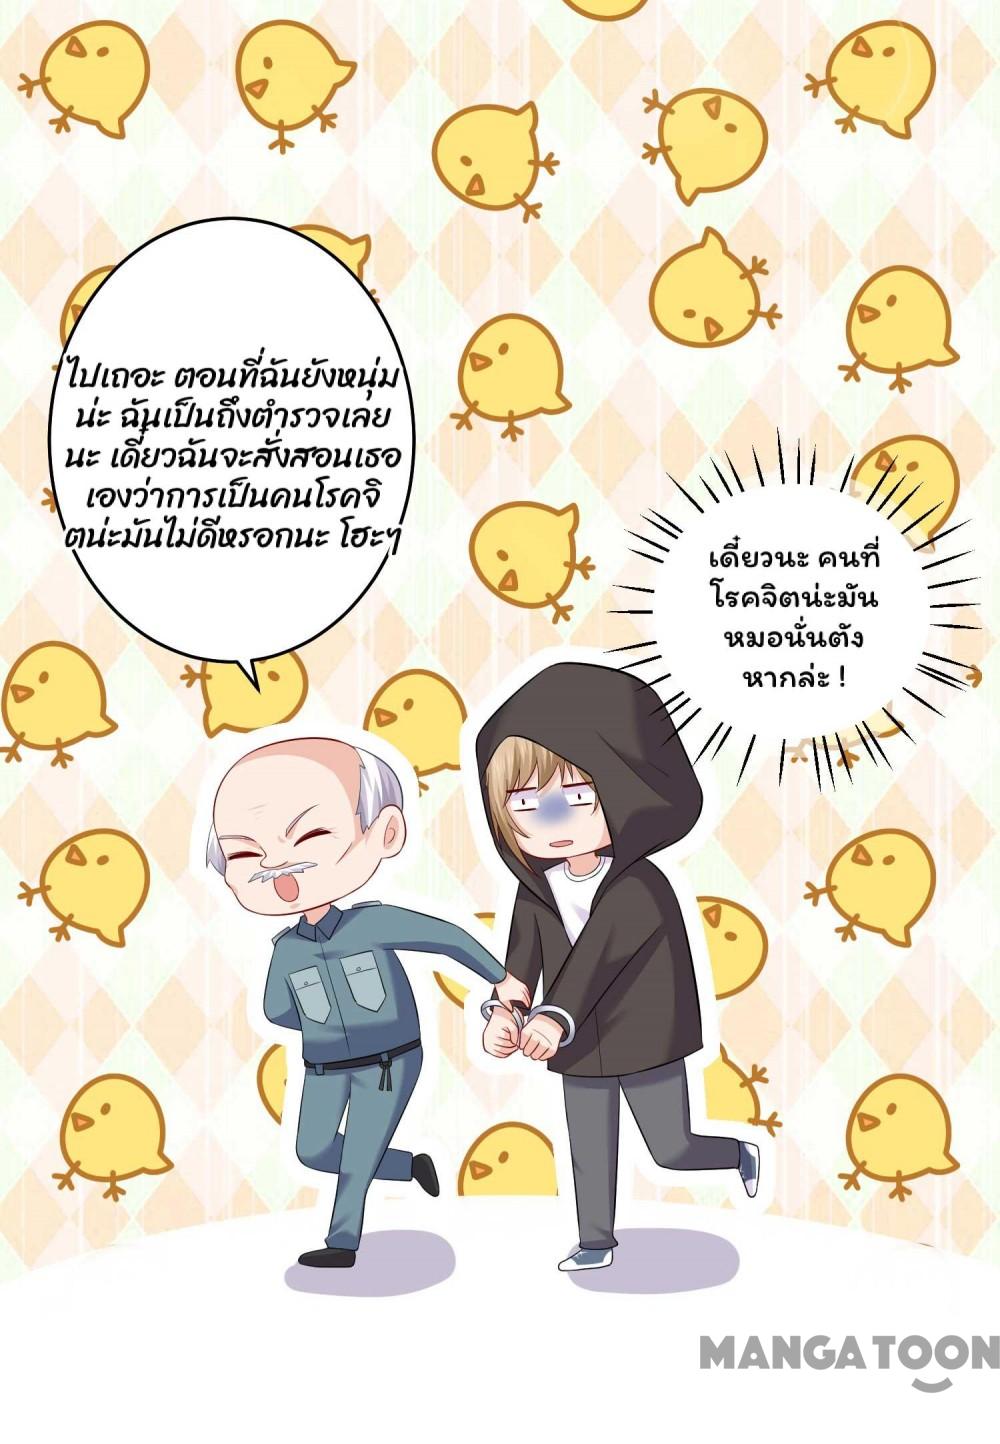 ไปเถอะ ตอนที่ฉันยังหนุ่ม
น่ะ ฉันเป็นถึงตำรวจเลย
นะ เดี๋ยวฉันจะสั่งสอนเธอ
เองว่าการเป็นคนโรคจิ
ตน่ะมันไม่ดีหรอกนะ โฮะๆ
เดี๋ยวนะ คนที่
โรคจิตน่ะมัน
หมอนั่นตัง
หากล่ะ !
MANGATOON